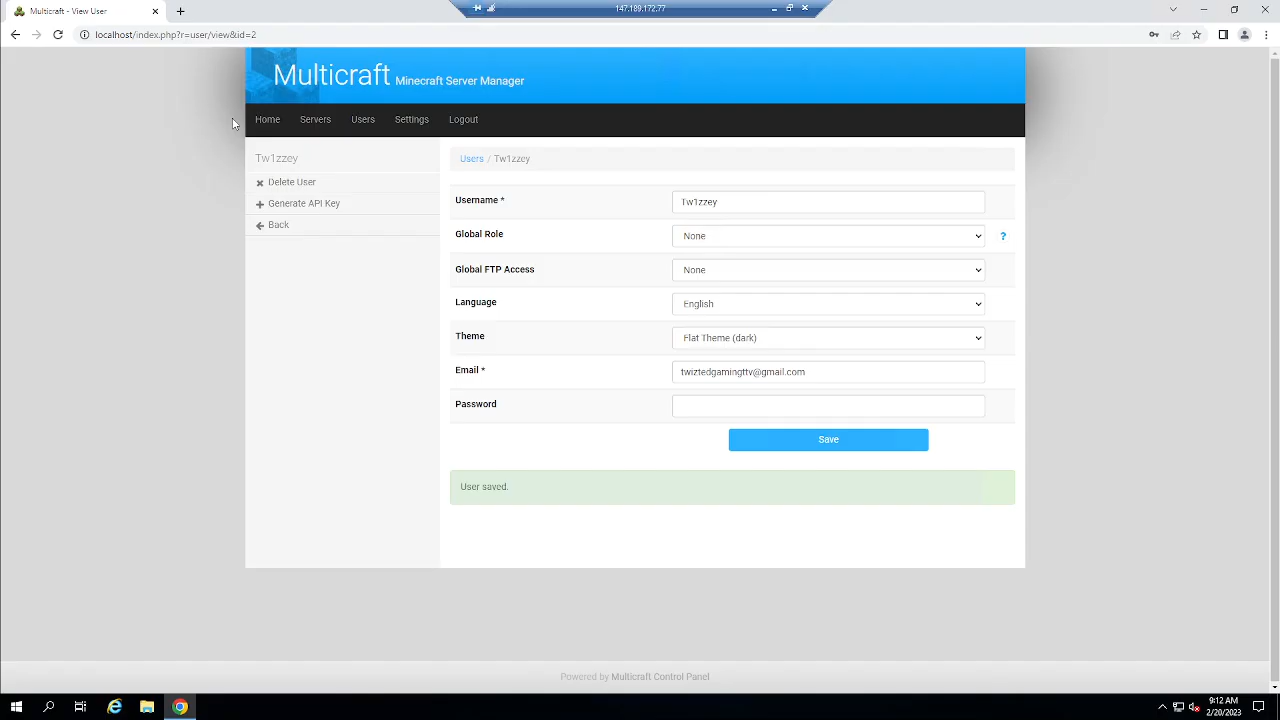 Multicraft - View User
147.189.172.77
localhost/index.php?r=user/view&id=2
Multicraft Minecraft Server Manager
Home Servers Users Settings Logout
Tw1zzey
Delete User
Generate API Key
Back
Users / Tw1zzey
Username * Tw1zzey
Global Role None ?
Global FTP Access None
Language English
Theme Flat Theme (dark)
Email * twiztedgamingttv@gmail.com
Password
Save
User saved.
Powered by Multicraft Control Panel
9:12 AM
2/20/2023